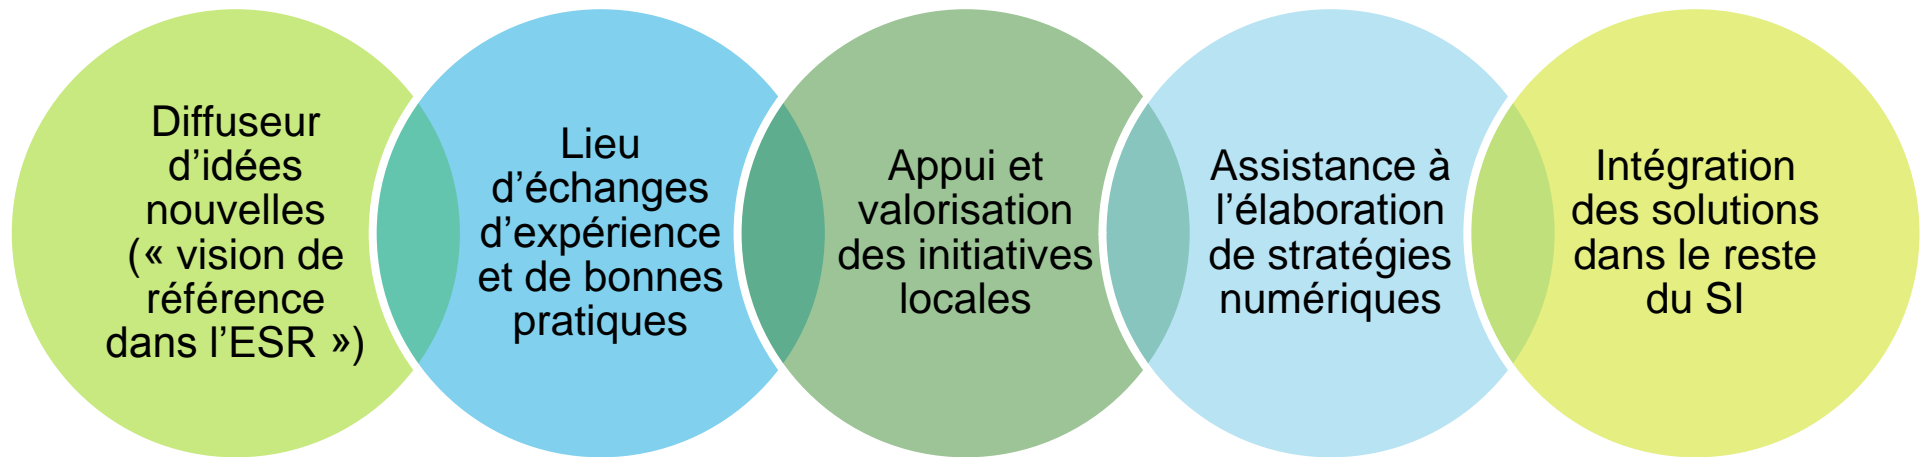 Diffuseur
d’idées
nouvelles
(« vision de
référence
dans l’ESR »)
Lieu
d’échanges
d’expérience
et de bonnes
pratiques
Appui et
valorisation
des initiatives
locales
Assistance à
l’élaboration
de stratégies
numériques
Intégration
des solutions
dans le reste
du SI